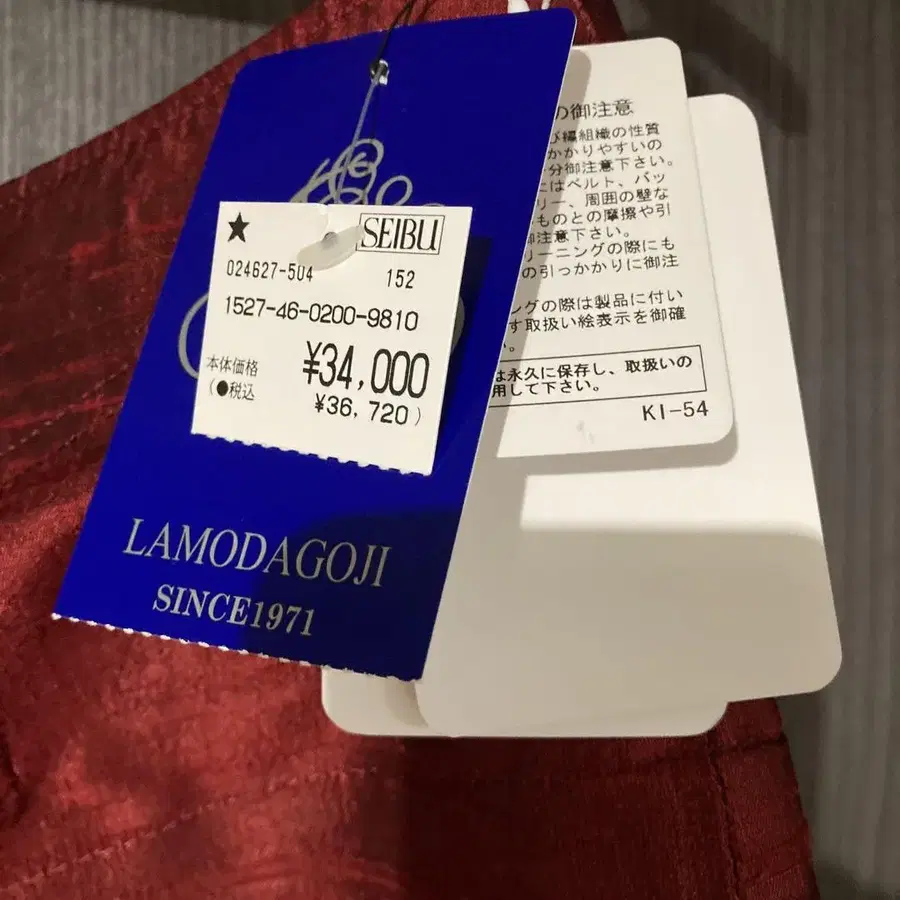 ★ SEIBU
024627-504 152
1527-46-0200-9810
本体価格 ¥34,000
(●税込 ¥36,720)
LAMODAGOJI
SINCE1971
の御注意
び編組織の性質
っかかりやすいの
分御注意下さい。
にはベルト、バッ
リー、周囲の壁な
ものとの摩擦や引
御注意下さい。
リーニングの際にも
の引っかかりに御注
ングの際は製品に付い
す取扱い絵表示を御確
。
は永久に保存し、取扱いの
用して下さい。
KI-54